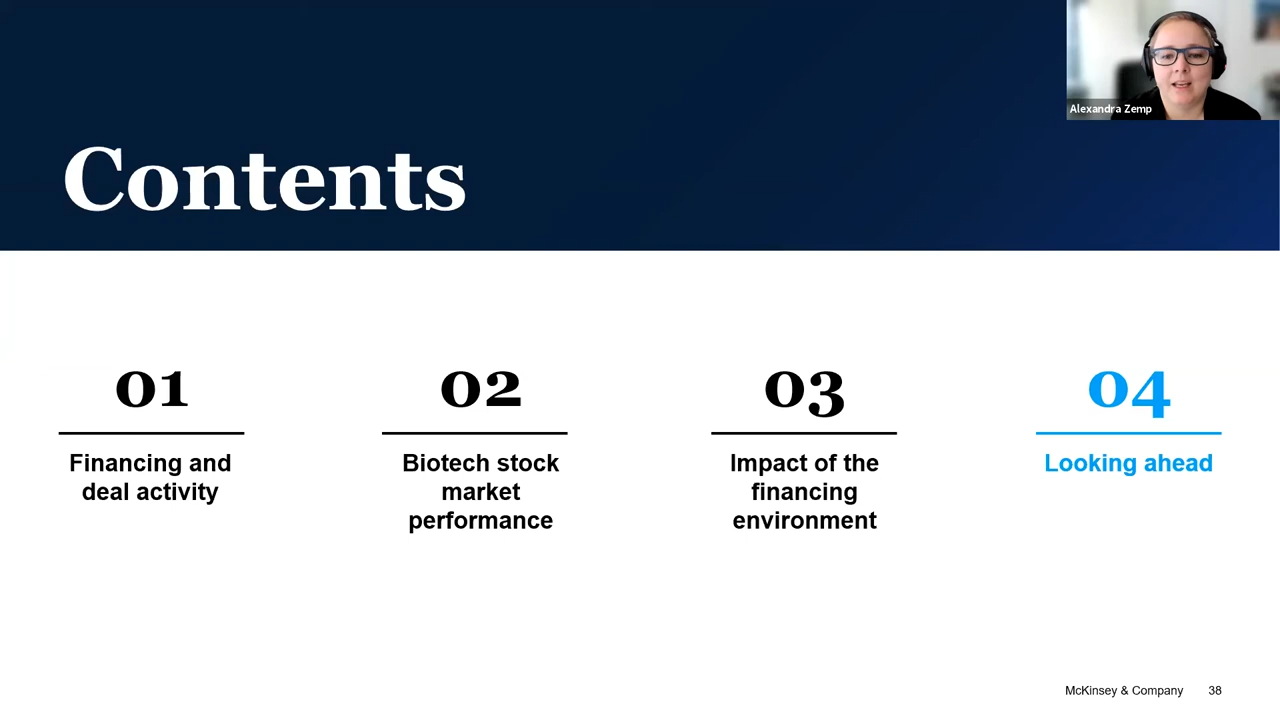 Alexandra Zemp
Contents
01
Financing and
deal activity
02
Biotech stock
market
performance
03
Impact of the
financing
environment
04
Looking ahead
McKinsey & Company 38